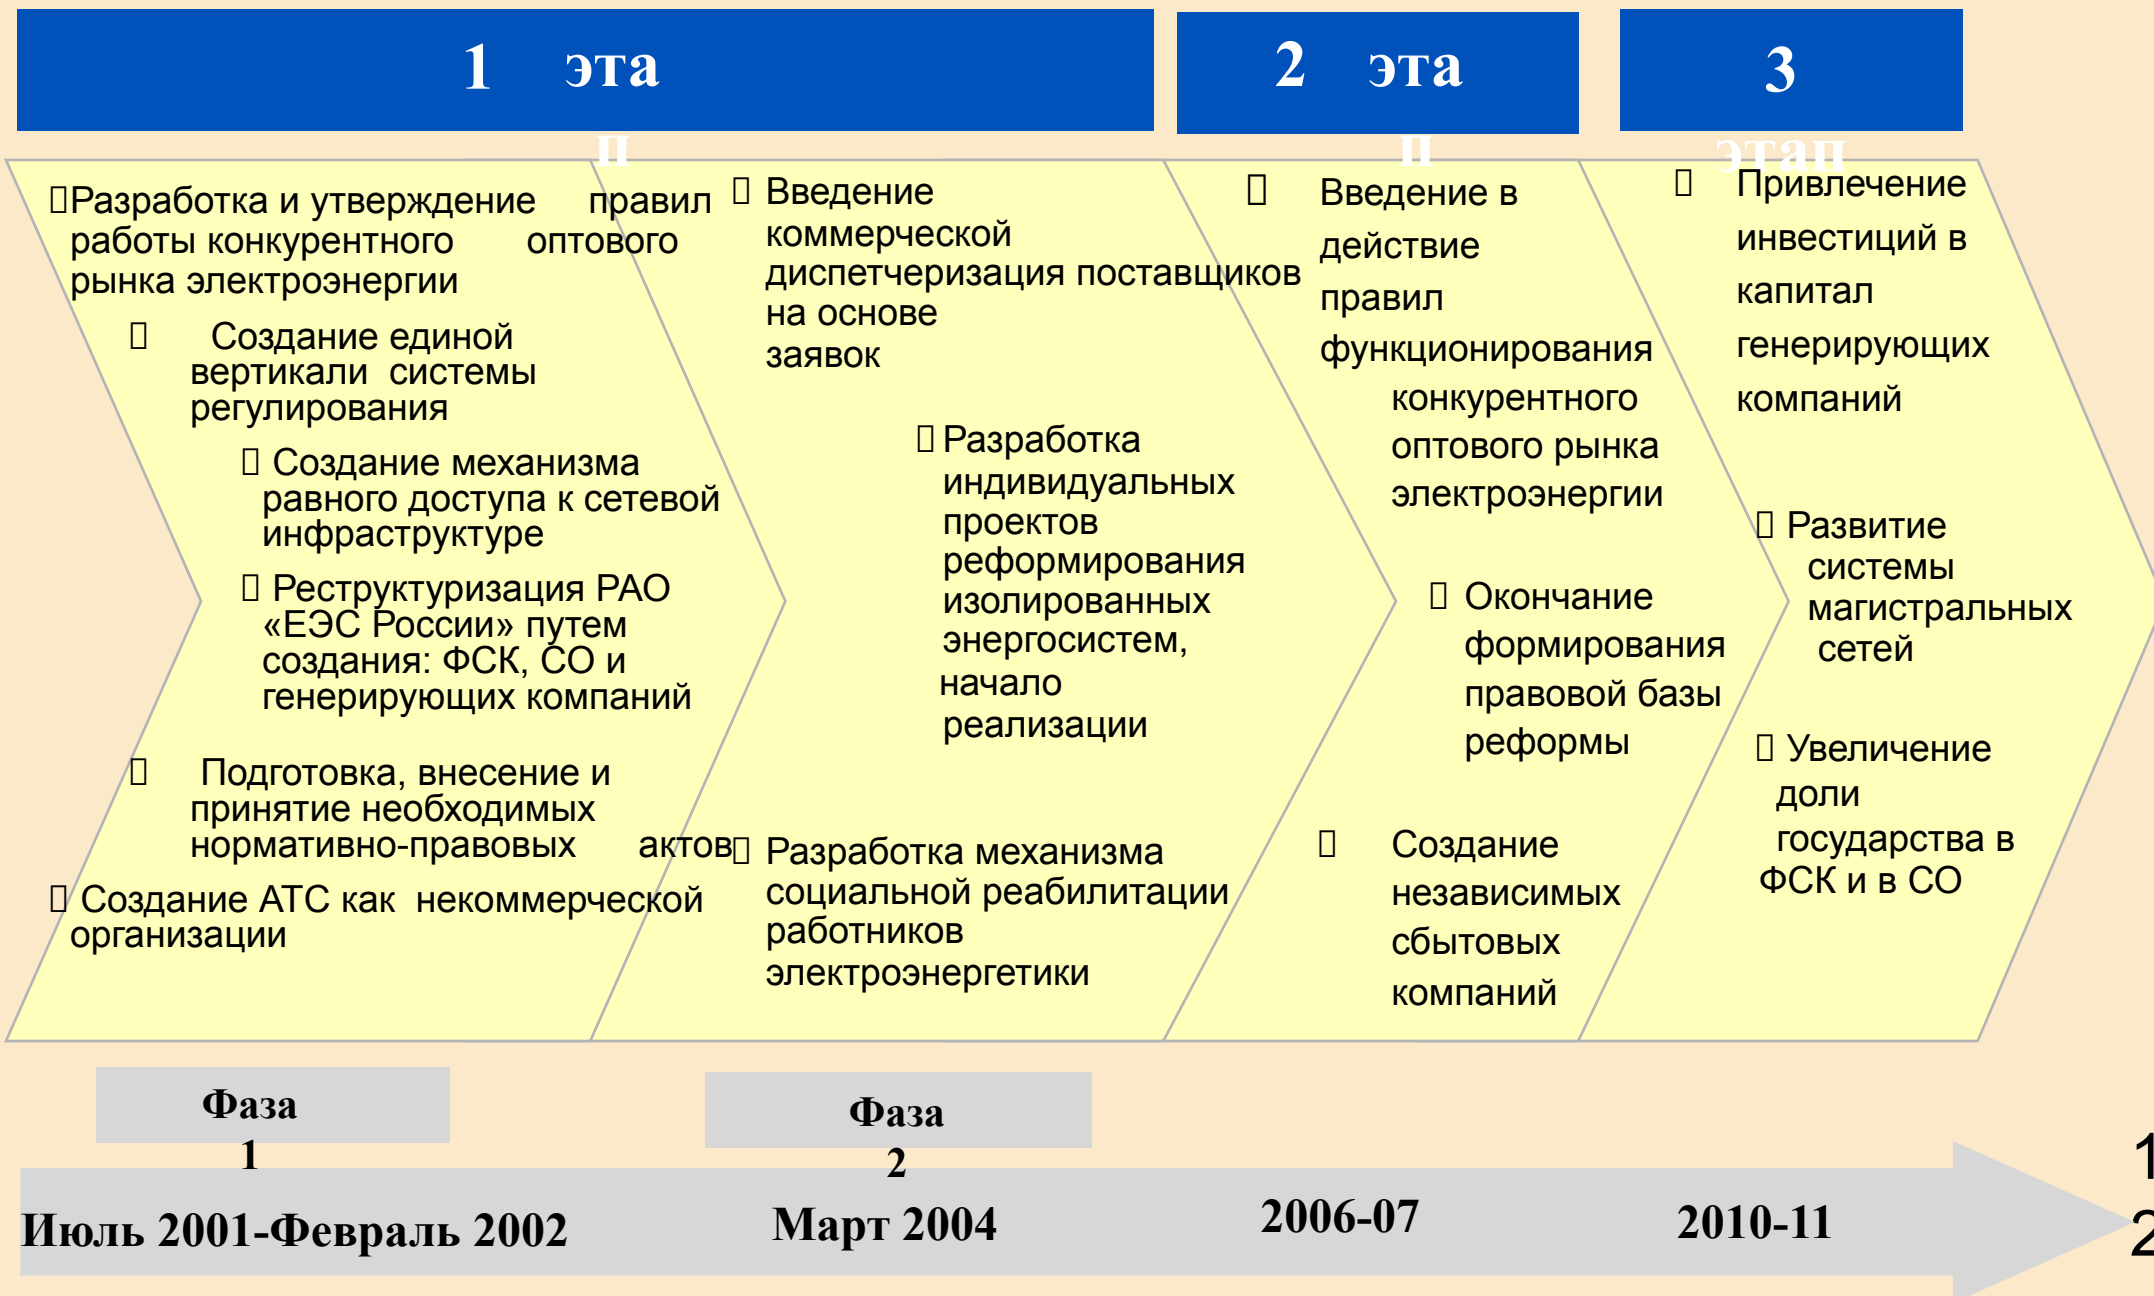 1 эта
п
2 эта
п
3
этап
Разработка и утверждение правил
работы конкурентного оптового
рынка электроэнергии
Создание единой
вертикали системы
регулирования
Создание механизма
равного доступа к сетевой
инфраструктуре
Реструктуризация РАО
«ЕЭС России» путем
создания: ФСК, СО и
генерирующих компаний
Подготовка, внесение и
принятие необходимых
нормативно-правовых актов
Создание АТС как некоммерческой
организации
Введение
коммерческой
диспетчеризация поставщиков
на основе
заявок
Разработка
индивидуальных
проектов
реформирования
изолированных
энергосистем,
начало
реализации
Разработка механизма
социальной реабилитации
работников
электроэнергетики
Введение в
действие
правил
функционирования
конкурентного
оптового рынка
электроэнергии
Окончание
формирования
правовой базы
реформы
Создание
независимых
сбытовых
компаний
Привлечение
инвестиций в
капитал
генерирующих
компаний
Развитие
системы
магистральных
сетей
Увеличение
доли
государства в
ФСК и в СО
Фаза
1
Фаза
2
Июль 2001-Февраль 2002
Март 2004
2006-07
2010-11
1
2